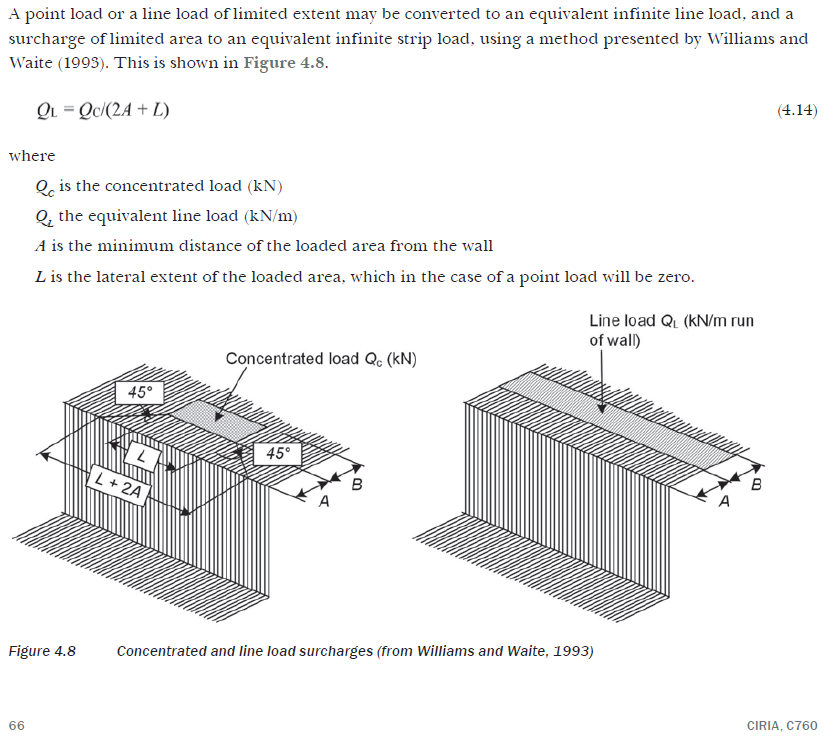 A point load or a line load of limited extent may be converted to an equivalent infinite line load, and a
surcharge of limited area to an equivalent infinite strip load, using a method presented by Williams and
Waite (1993). This is shown in Figure 4.8.
QL = QC/(2A + L) (4.14)
where
Qc is the concentrated load (kN)
QL the equivalent line load (kN/m)
A is the minimum distance of the loaded area from the wall
L is the lateral extent of the loaded area, which in the case of a point load will be zero.
Line load QL (kN/m run
of wall)
Concentrated load Qc (kN)
45°
45°
L
L + 2A
A
B
A
B
Figure 4.8 Concentrated and line load surcharges (from Williams and Waite, 1993)
66 CIRIA, C760